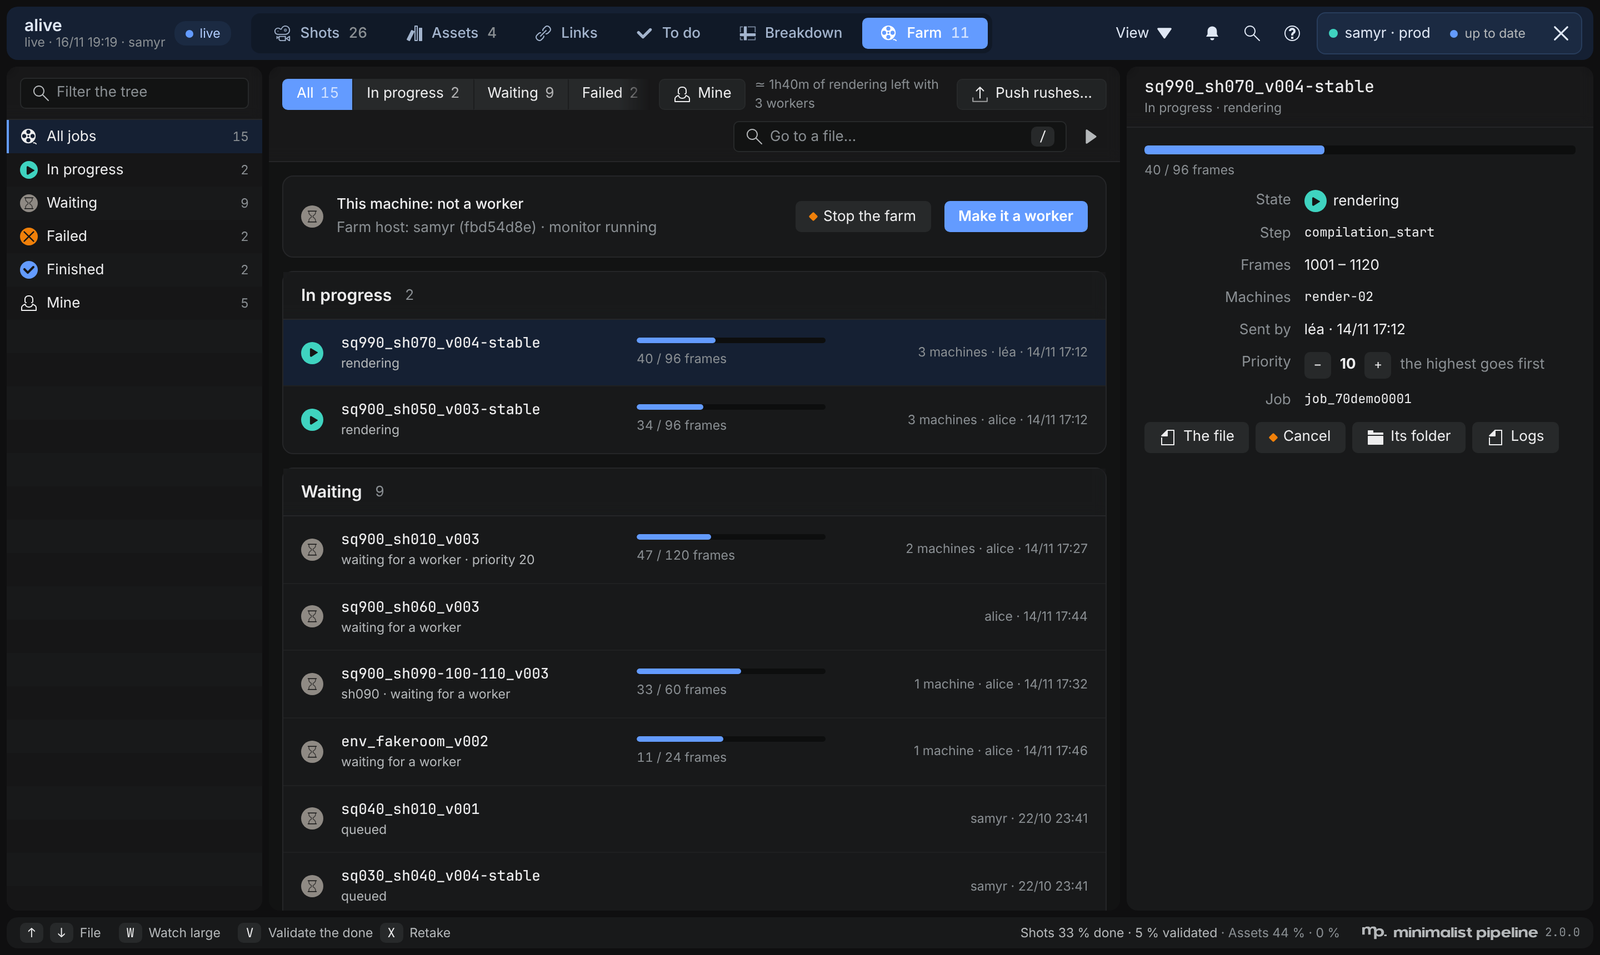 alive
live · 16/11 19:19 · samyr
live
Shots 26
Assets 4
Links
To do
Breakdown
Farm 11
View
samyr · prod
up to date
Filter the tree
All jobs 15
In progress 2
Waiting 9
Failed 2
Finished 2
Mine 5
All 15
In progress 2
Waiting 9
Failed 2
Mine
≃ 1h40m of rendering left with
3 workers
Push rushes...
Go to a file... /
This machine: not a worker
Farm host: samyr (fbd54d8e) · monitor running
Stop the farm
Make it a worker
In progress 2
sq990_sh070_v004-stable
rendering
40 / 96 frames
3 machines · léa · 14/11 17:12
sq900_sh050_v003-stable
rendering
34 / 96 frames
3 machines · alice · 14/11 17:12
Waiting 9
sq900_sh010_v003
waiting for a worker · priority 20
47 / 120 frames
2 machines · alice · 14/11 17:27
sq900_sh060_v003
waiting for a worker
alice · 14/11 17:44
sq900_sh090-100-110_v003
sh090 · waiting for a worker
33 / 60 frames
1 machine · alice · 14/11 17:32
env_fakeroom_v002
waiting for a worker
11 / 24 frames
1 machine · alice · 14/11 17:46
sq040_sh010_v001
queued
samyr · 22/10 23:41
sq030_sh040_v004-stable
queued
samyr · 22/10 23:41
sq990_sh070_v004-stable
In progress · rendering
40 / 96 frames
State rendering
Step compilation_start
Frames 1001 – 1120
Machines render-02
Sent by léa · 14/11 17:12
Priority − 10 + the highest goes first
Job job_70demo0001
The file
Cancel
Its folder
Logs
↑ ↓ File
W Watch large
V Validate the done
X Retake
Shots 33 % done · 5 % validated · Assets 44 % · 0 %
mp. minimalist pipeline 2.0.0